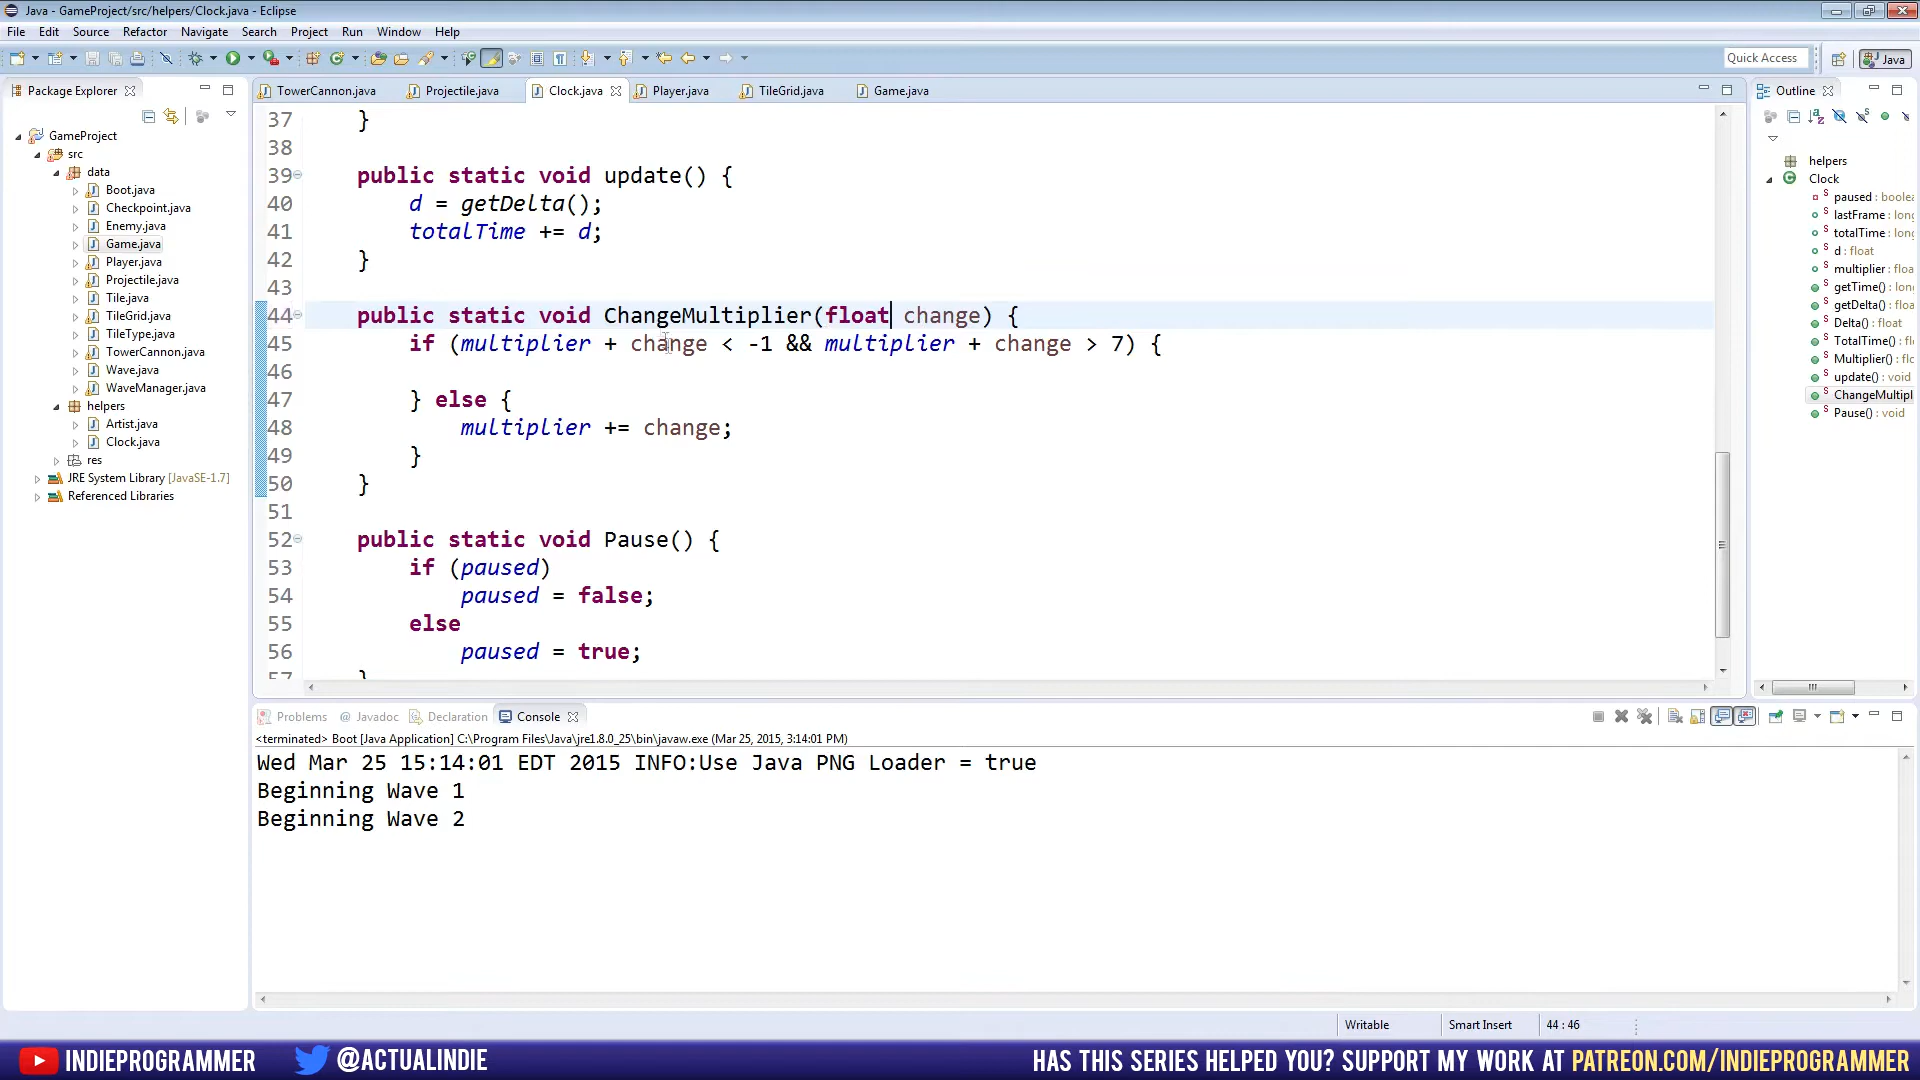 Java - GameProject/src/helpers/Clock.java - Eclipse
File Edit Source Refactor Navigate Search Project Run Window Help
Quick Access
Java
Package Explorer
GameProject
src
data
Boot.java
Checkpoint.java
Enemy.java
Game.java
Player.java
Projectile.java
Tile.java
TileGrid.java
TileType.java
TowerCannon.java
Wave.java
WaveManager.java
helpers
Artist.java
Clock.java
res
JRE System Library [JavaSE-1.7]
Referenced Libraries
TowerCannon.java Projectile.java Clock.java Player.java TileGrid.java Game.java
37 }
38
39 public static void update() {
40 d = getDelta();
41 totalTime += d;
42 }
43
44 public static void ChangeMultiplier(float change) {
45 if (multiplier + change < -1 && multiplier + change > 7) {
46
47 } else {
48 multiplier += change;
49 }
50 }
51
52 public static void Pause() {
53 if (paused)
54 paused = false;
55 else
56 paused = true;
57 }
Outline
helpers
Clock
paused : boolea
lastFrame : long
totalTime : long
d : float
multiplier : floa
getTime() : long
getDelta() : float
Delta() : float
TotalTime() : flo
Multiplier() : flo
update() : void
ChangeMultipl
Pause() : void
Problems @ Javadoc Declaration Console
<terminated> Boot [Java Application] C:\Program Files\Java\jre1.8.0_25\bin\javaw.exe (Mar 25, 2015, 3:14:01 PM)
Wed Mar 25 15:14:01 EDT 2015 INFO:Use Java PNG Loader = true
Beginning Wave 1
Beginning Wave 2
Writable Smart Insert 44 : 46
INDIEPROGRAMMER @ACTUALINDIE HAS THIS SERIES HELPED YOU? SUPPORT MY WORK AT PATREON.COM/INDIEPROGRAMMER